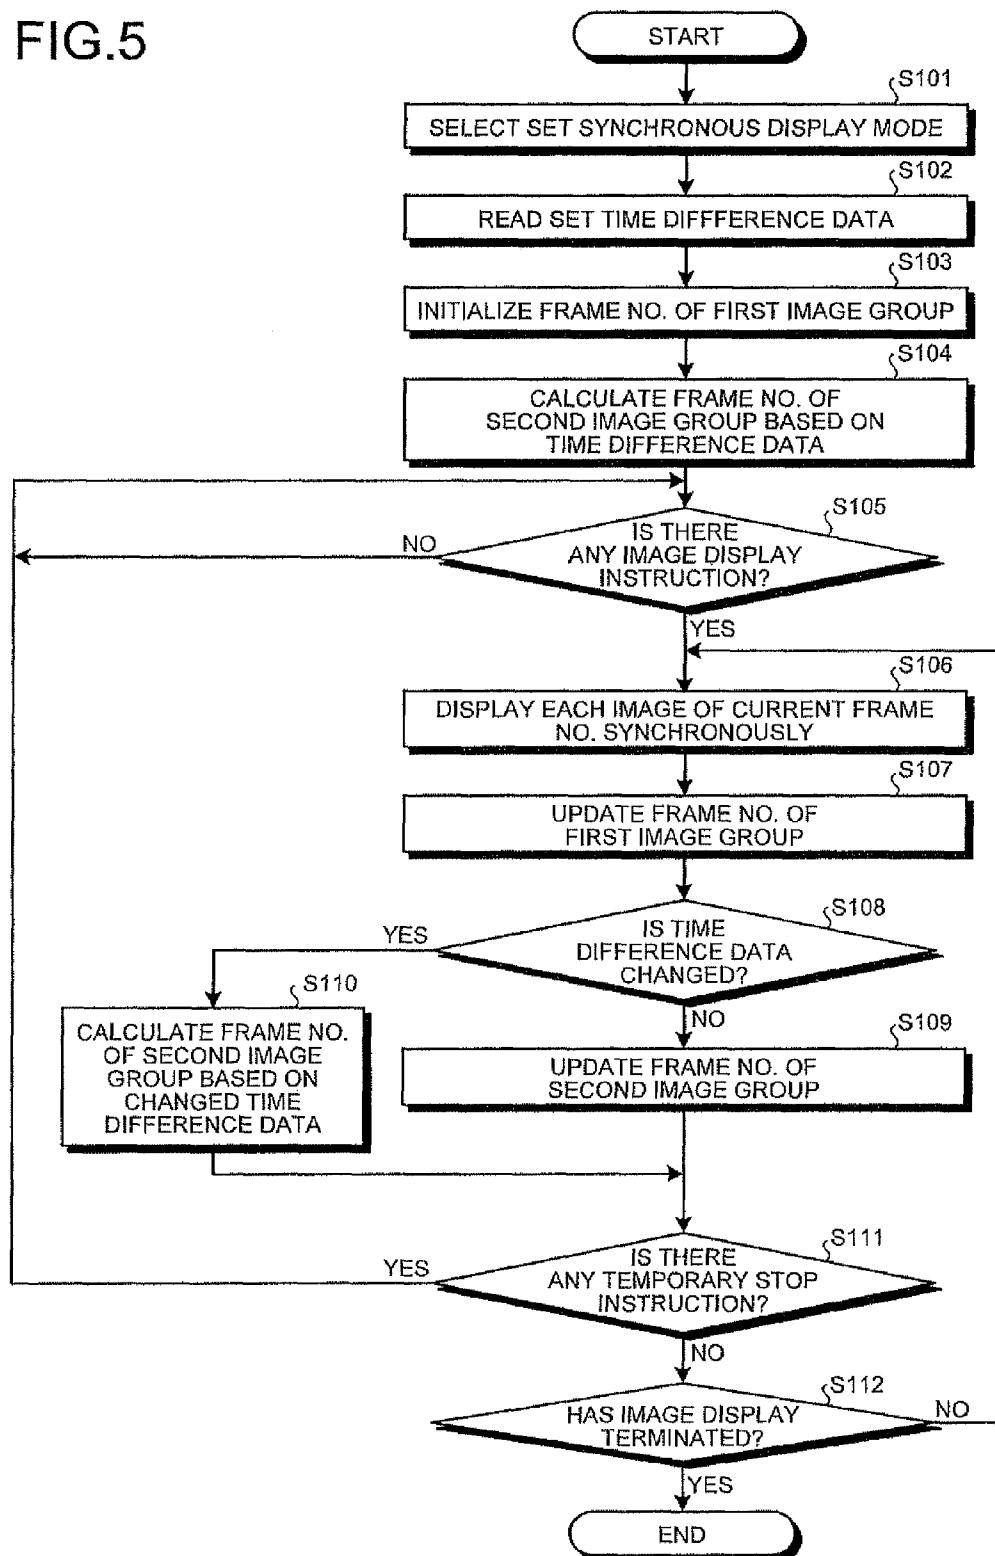 FIG.5
START
S101
SELECT SET SYNCHRONOUS DISPLAY MODE
S102
READ SET TIME DIFFFERENCE DATA
S103
INITIALIZE FRAME NO. OF FIRST IMAGE GROUP
S104
CALCULATE FRAME NO. OF
SECOND IMAGE GROUP BASED ON
TIME DIFFERENCE DATA
S105
IS THERE
ANY IMAGE DISPLAY
INSTRUCTION?
NO
YES
S106
DISPLAY EACH IMAGE OF CURRENT FRAME
NO. SYNCHRONOUSLY
S107
UPDATE FRAME NO. OF
FIRST IMAGE GROUP
S108
IS TIME
DIFFERENCE DATA
CHANGED?
YES
NO
S110
CALCULATE FRAME NO.
OF SECOND IMAGE
GROUP BASED ON
CHANGED TIME
DIFFERENCE DATA
S109
UPDATE FRAME NO. OF
SECOND IMAGE GROUP
S111
IS THERE
ANY TEMPORARY STOP
INSTRUCTION?
YES
NO
S112
HAS IMAGE DISPLAY
TERMINATED?
NO
YES
END